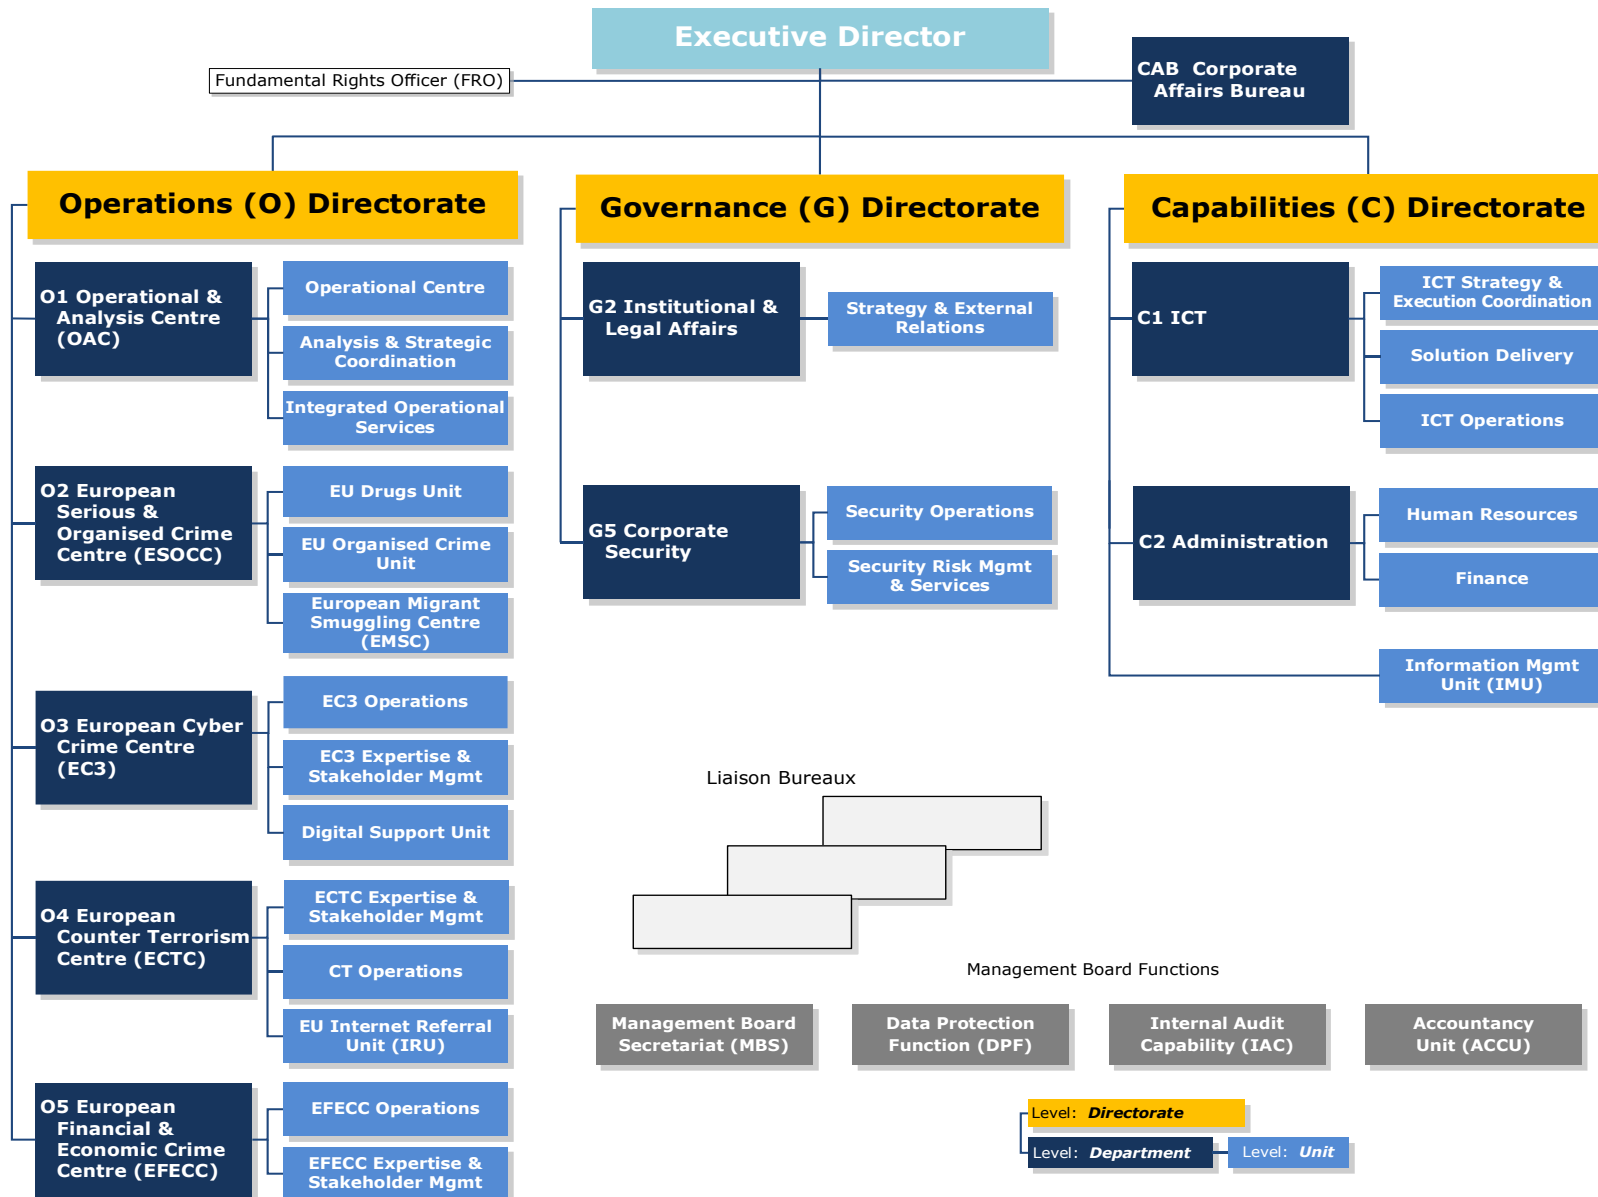 Executive Director
Fundamental Rights Officer (FRO)
CAB Corporate
Affairs Bureau
Operations (O) Directorate
O1 Operational &
Analysis Centre
(OAC)
Operational Centre
Analysis & Strategic
Coordination
Integrated Operational
Services
O2 European
Serious &
Organised Crime
Centre (ESOCC)
EU Drugs Unit
EU Organised Crime
Unit
European Migrant
Smuggling Centre
(EMSC)
O3 European Cyber
Crime Centre
(EC3)
EC3 Operations
EC3 Expertise &
Stakeholder Mgmt
Digital Support Unit
O4 European
Counter Terrorism
Centre (ECTC)
ECTC Expertise &
Stakeholder Mgmt
CT Operations
EU Internet Referral
Unit (IRU)
O5 European
Financial &
Economic Crime
Centre (EFECC)
EFECC Operations
EFECC Expertise &
Stakeholder Mgmt
Governance (G) Directorate
G2 Institutional &
Legal Affairs
Strategy & External
Relations
G5 Corporate
Security
Security Operations
Security Risk Mgmt
& Services
Capabilities (C) Directorate
C1 ICT
ICT Strategy &
Execution Coordination
Solution Delivery
ICT Operations
C2 Administration
Human Resources
Finance
Information Mgmt
Unit (IMU)
Liaison Bureaux
Management Board Functions
Management Board
Secretariat (MBS)
Data Protection
Function (DPF)
Internal Audit
Capability (IAC)
Accountancy
Unit (ACCU)
Level: Directorate
Level: Department
Level: Unit